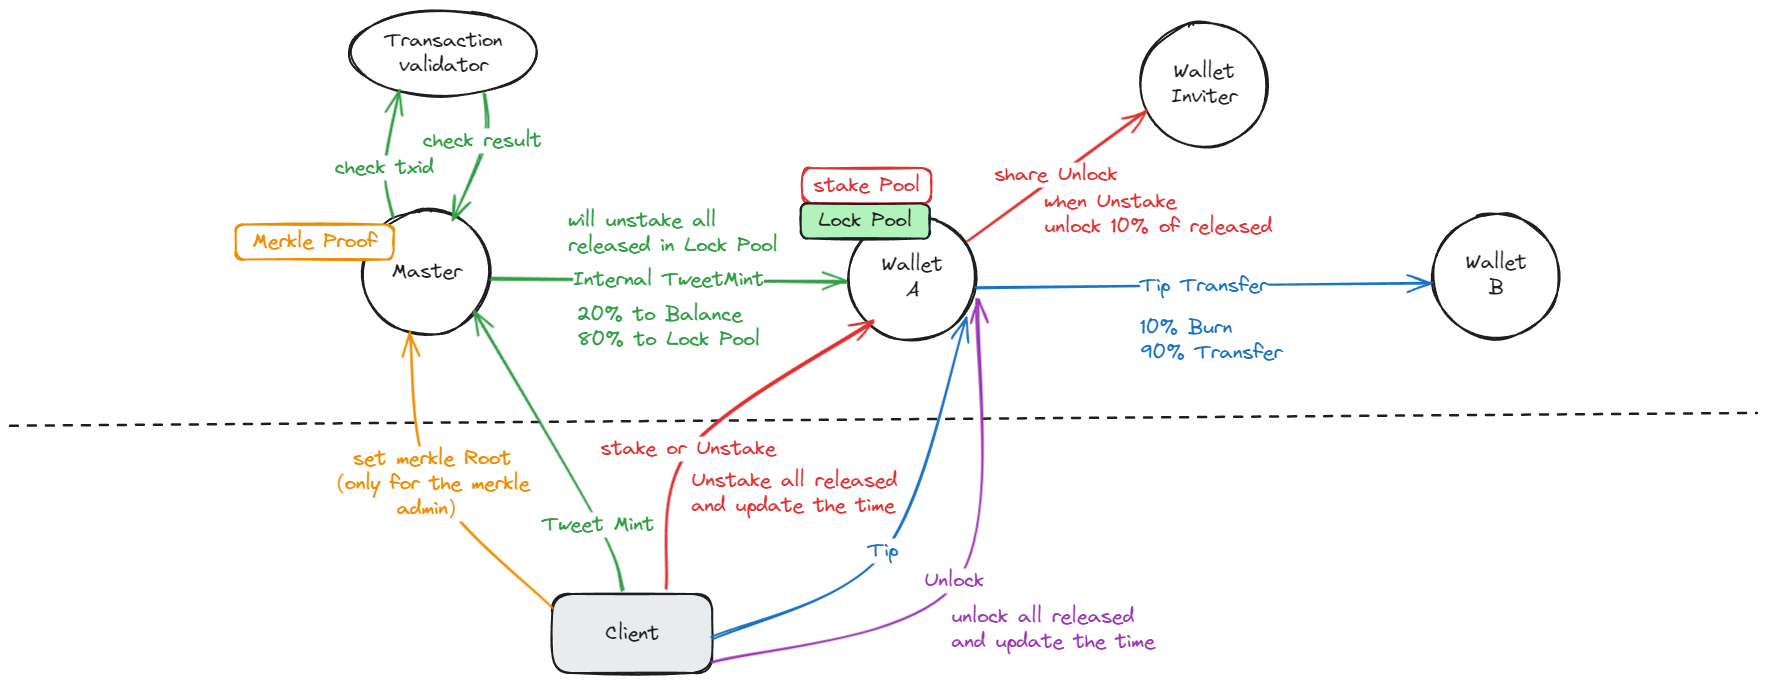 Transaction
validator
Wallet
Inviter
check result
check txid
stake Pool
share Unlock
when Unstake
unlock 10% of released
Lock Pool
will unstake all
released in Lock Pool
Merkle Proof
Master
Wallet
A
Internal TweetMint
20% to Balance
80% to Lock Pool
Wallet
B
Tip Transfer
10% Burn
90% Transfer
set merkle Root
(only for the merkle
admin)
stake or Unstake
Unstake all released
and update the time
Tweet Mint
Tip
Unlock
unlock all released
and update the time
Client